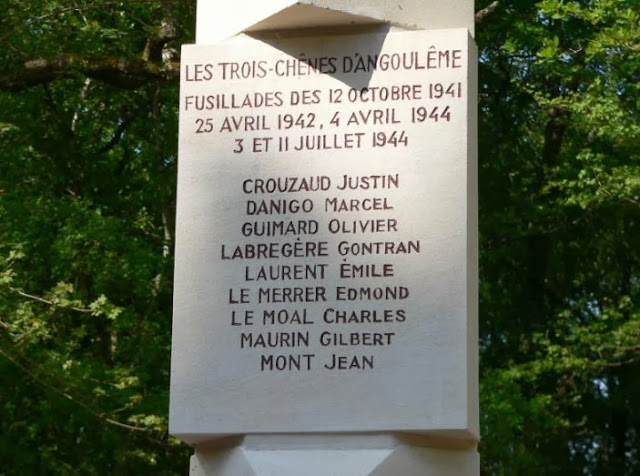 LES TROIS-CHÊNES D'ANGOULÊME
FUSILLADES DES 12 OCTOBRE 1941
25 AVRIL 1942, 4 AVRIL 1944
3 ET 11 JUILLET 1944
CROUZAUD JUSTIN
DANIGO MARCEL
GUIMARD OLIVIER
LABREGÈRE GONTRAN
LAURENT ÉMILE
LE MERRER EDMOND
LE MOAL CHARLES
MAURIN GILBERT
MONT JEAN